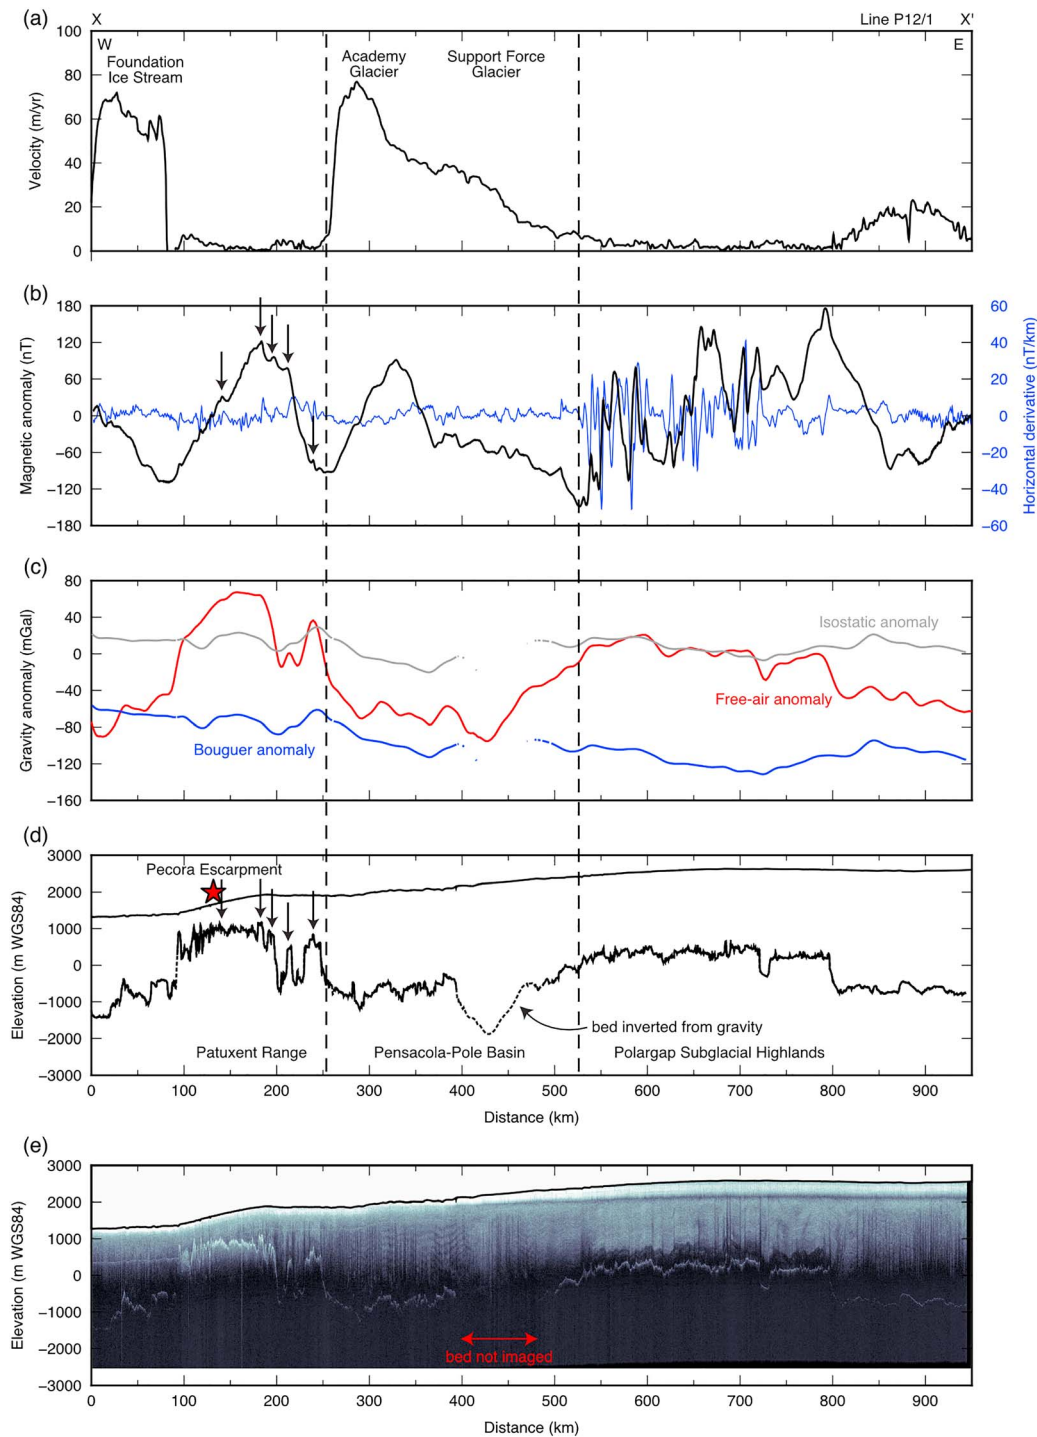 (a)
X
Line P12/1
X'
100
80
60
40
20
0
Velocity (m/yr)
W
E
Foundation
Ice Stream
Academy
Glacier
Support Force
Glacier
(b)
180
120
60
0
−60
−120
−180
Magnetic anomaly (nT)
60
40
20
0
−20
−40
−60
Horizontal derivative (nT/km)
(c)
80
40
0
−40
−80
−120
−160
Gravity anomaly (mGal)
Isostatic anomaly
Free-air anomaly
Bouguer anomaly
(d)
3000
2000
1000
0
−1000
−2000
−3000
Elevation (m WGS84)
Pecora Escarpment
bed inverted from gravity
Patuxent Range
Pensacola-Pole Basin
Polargap Subglacial Highlands
0 100 200 300 400 500 600 700 800 900
Distance (km)
(e)
3000
2000
1000
0
−1000
−2000
−3000
Elevation (m WGS84)
bed not imaged
0 100 200 300 400 500 600 700 800 900
Distance (km)